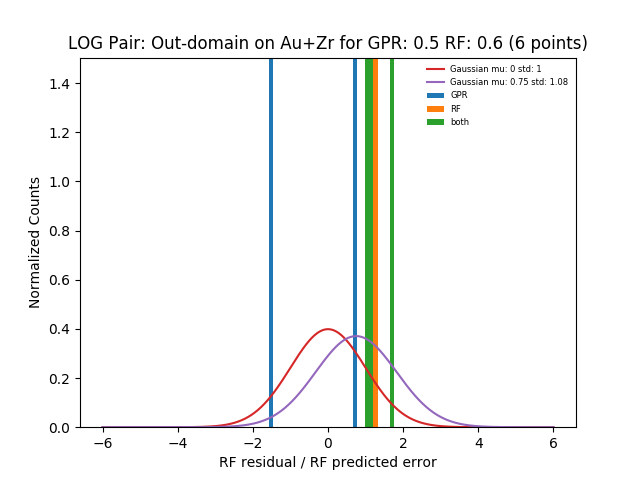 LOG Pair: Out-domain on Au+Zr for GPR: 0.5 RF: 0.6 (6 points)
Gaussian mu: 0 std: 1
Gaussian mu: 0.75 std: 1.08
GPR
RF
both
Normalized Counts
1.4
1.2
1.0
0.8
0.6
0.4
0.2
0.0
−6 −4 −2 0 2 4 6
RF residual / RF predicted error